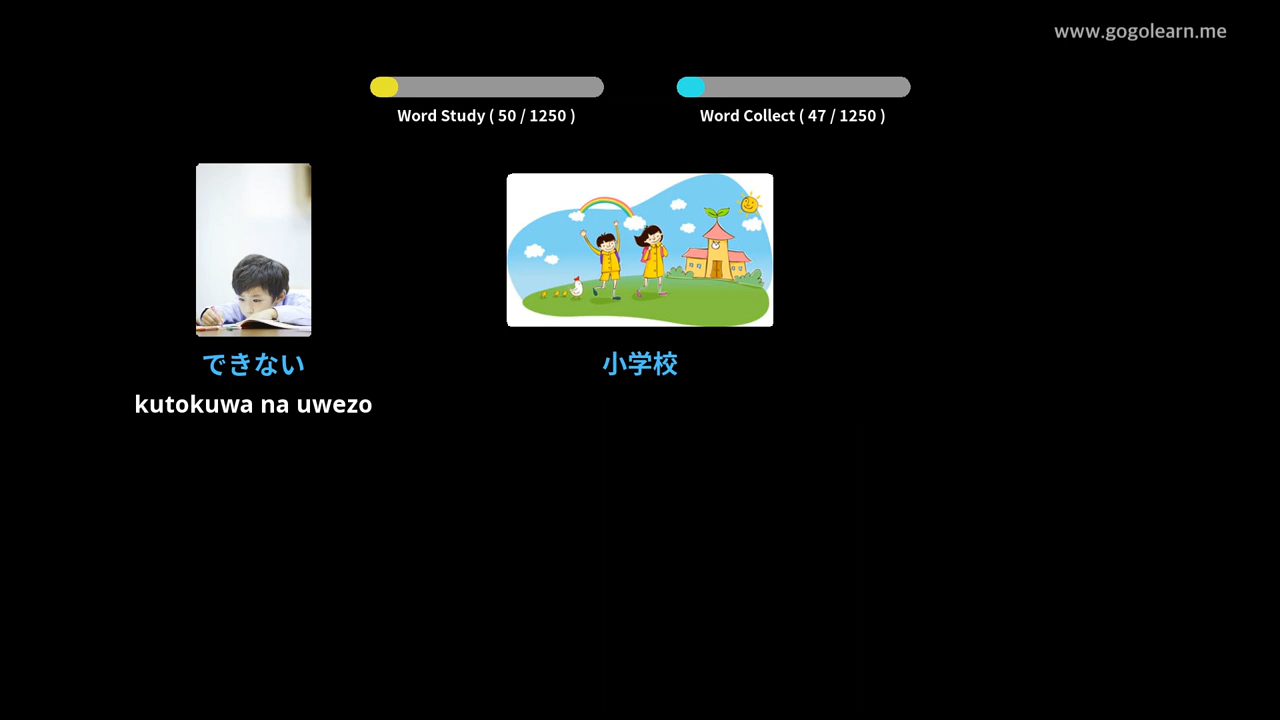 www.gogolearn.me
Word Study ( 50 / 1250 )
Word Collect ( 47 / 1250 )
できない
小学校
kutokuwa na uwezo